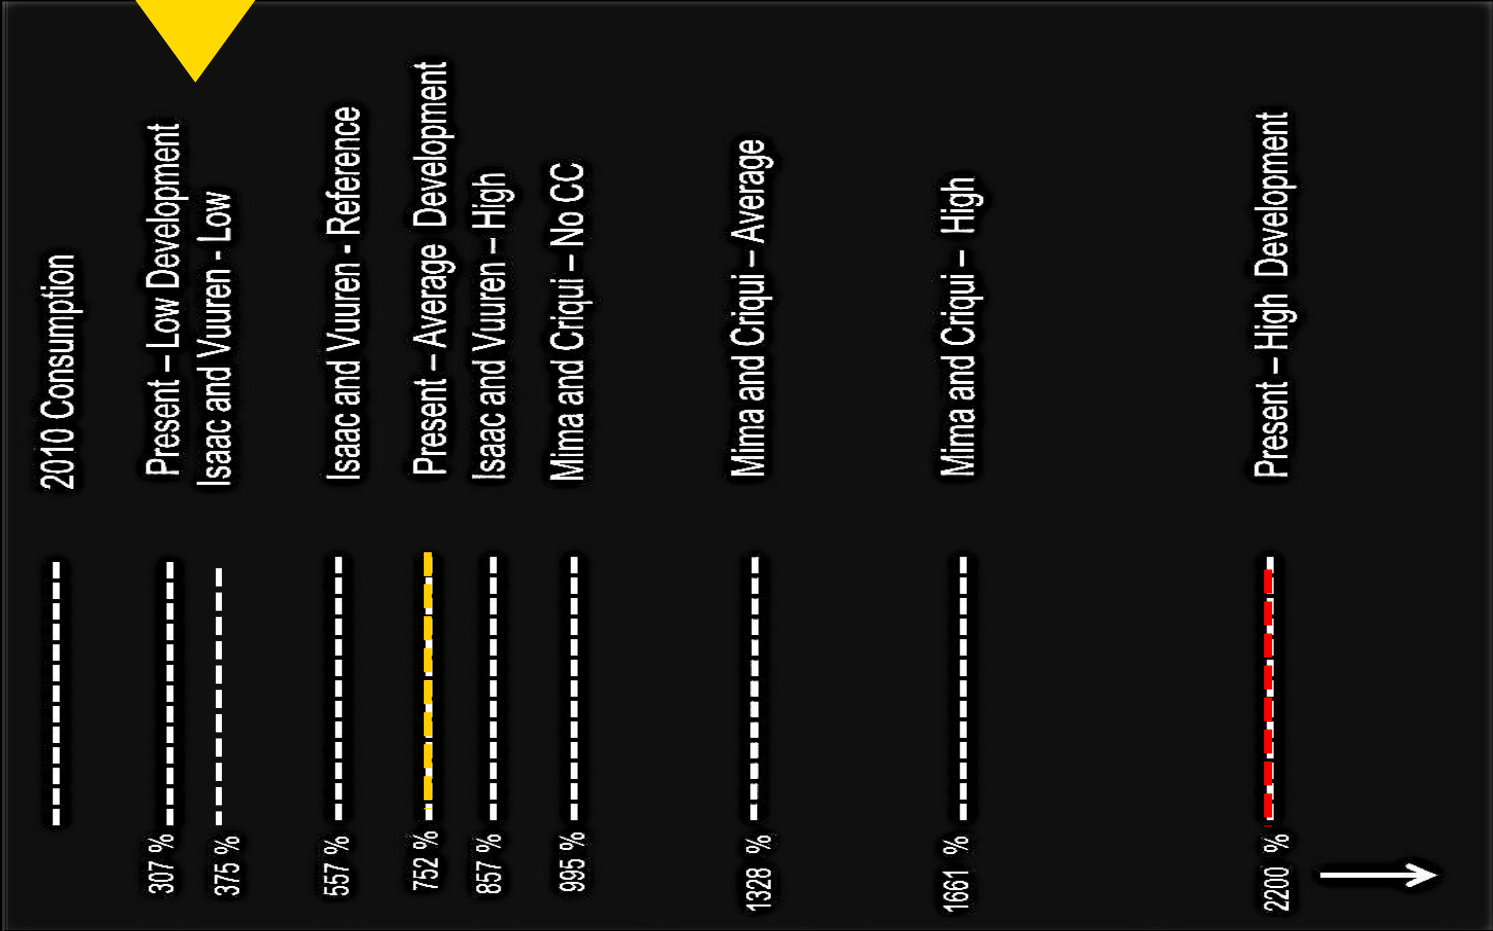 2010 Consumption
Present – Low Development
Isaac and Vuuren - Low
Isaac and Vuuren - Reference
Present – Average Development
Isaac and Vuuren – High
Mima and Criqui – No CC
Mima and Criqui – Average
Mima and Criqui – High
Present – High Development
307 %
375 %
557 %
752 %
857 %
995 %
1328 %
1661 %
2200 %